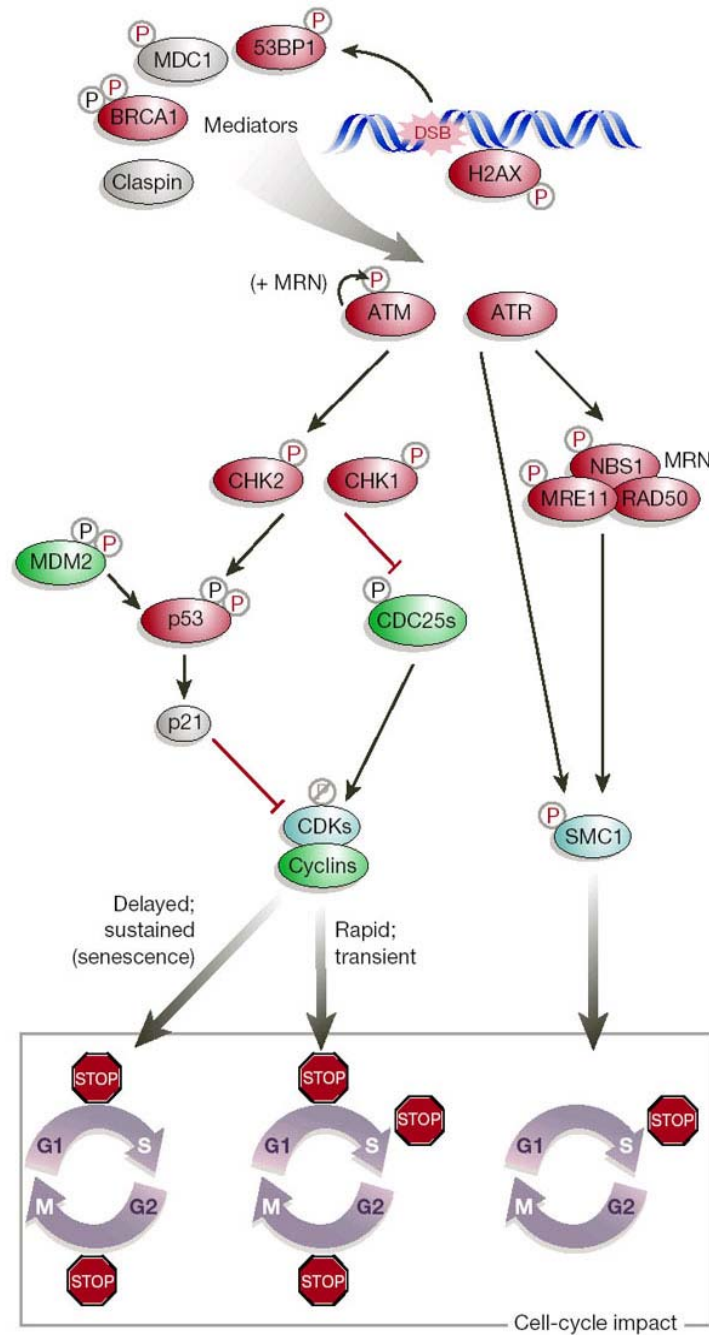 P
MDC1
P
53BP1
P P
BRCA1
Mediators
Claspin
DSB
H2AX
P
(+ MRN)
P
ATM
ATR
P
CHK2
P
CHK1
P
NBS1
MRN
P
MRE11
RAD50
P P
MDM2
P P
p53
P
CDC25s
p21
P
CDKs
Cyclins
P
SMC1
Delayed;
sustained
(senescence)
Rapid;
transient
STOP
G1
S
M
G2
STOP
STOP
STOP
G1
S
M
G2
STOP
STOP
G1
S
M
G2
Cell-cycle impact